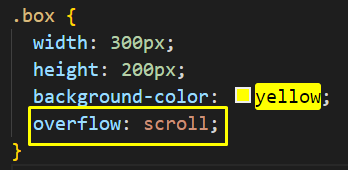 .box {
width: 300px;
height: 200px;
background-color: yellow;
overflow: scroll;
}